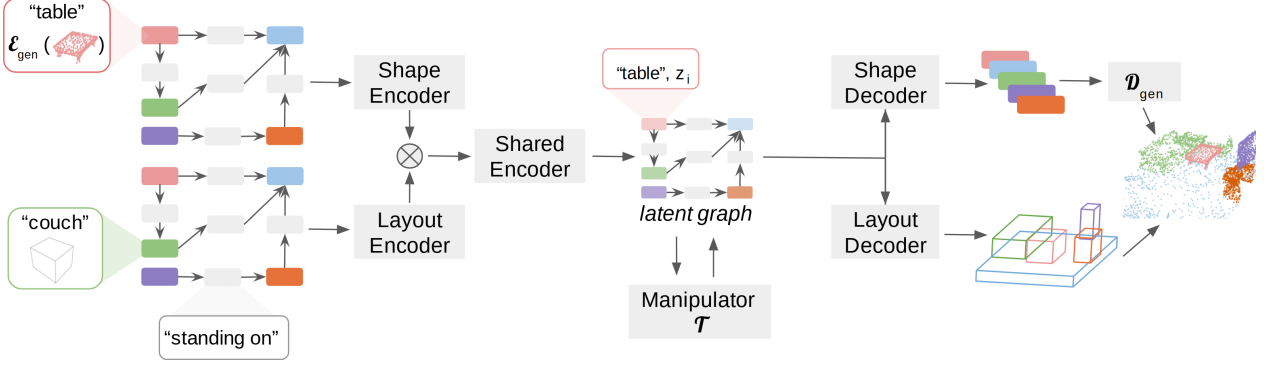 “table”
ℰgen ( )
Shape
Encoder
Shared
Encoder
Layout
Encoder
“couch”
“standing on”
“table”, zi
latent graph
Manipulator
𝒯
Shape
Decoder
Layout
Decoder
𝒟gen